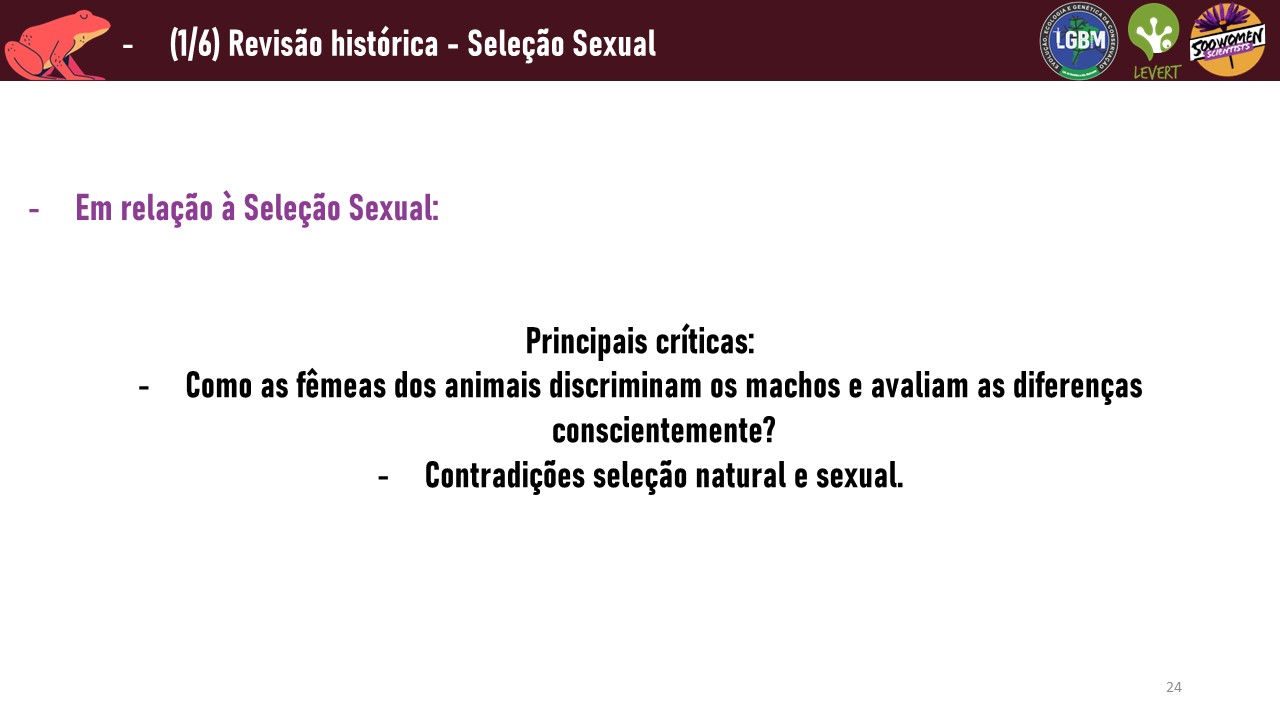 - (1/6) Revisão histórica - Seleção Sexual
EVOLUÇÃO, ECOLOGIA E GENÉTICA DA CONSERVAÇÃO
LGBM
LEVERT
500 WOMEN
SCIENTISTS
- Em relação à Seleção Sexual:
Principais críticas:
- Como as fêmeas dos animais discriminam os machos e avaliam as diferenças
conscientemente?
- Contradições seleção natural e sexual.
24